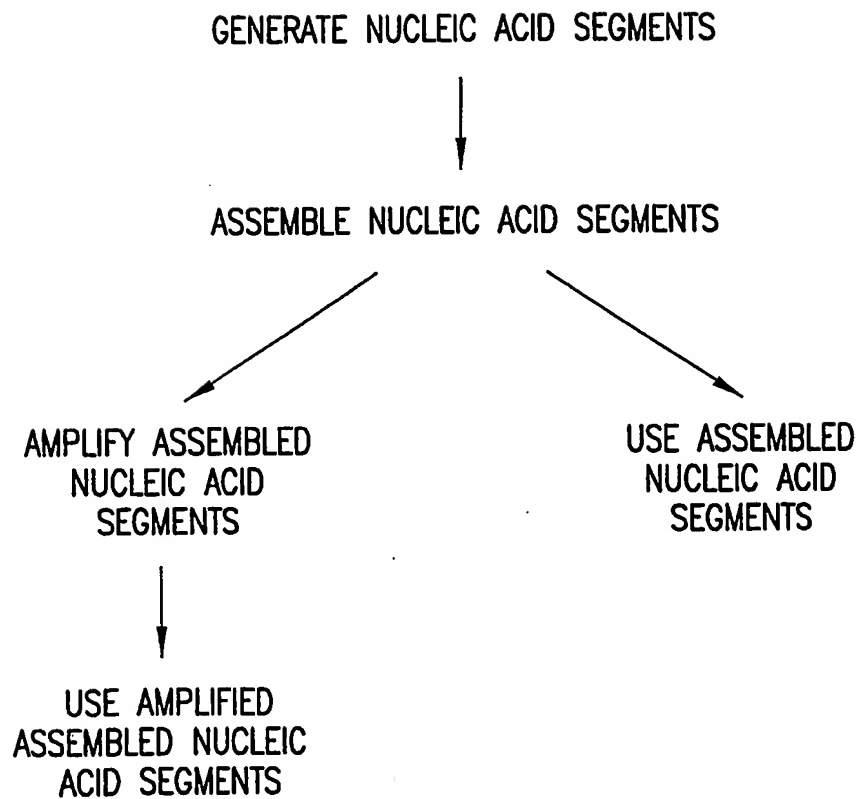 GENERATE NUCLEIC ACID SEGMENTS
ASSEMBLE NUCLEIC ACID SEGMENTS
AMPLIFY ASSEMBLED
NUCLEIC ACID
SEGMENTS
USE ASSEMBLED
NUCLEIC ACID
SEGMENTS
USE AMPLIFIED
ASSEMBLED NUCLEIC
ACID SEGMENTS